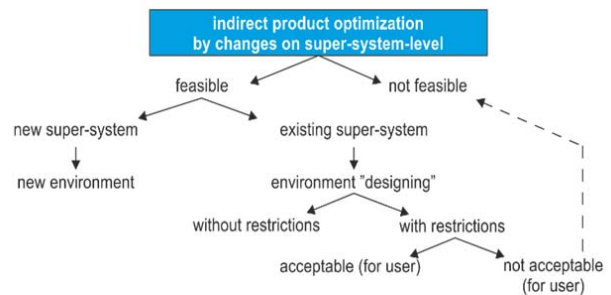 indirect product optimization
by changes on super-system-level
feasible
not feasible
new super-system
existing super-system
new environment
environment ”designing”
without restrictions
with restrictions
acceptable (for user)
not acceptable
(for user)